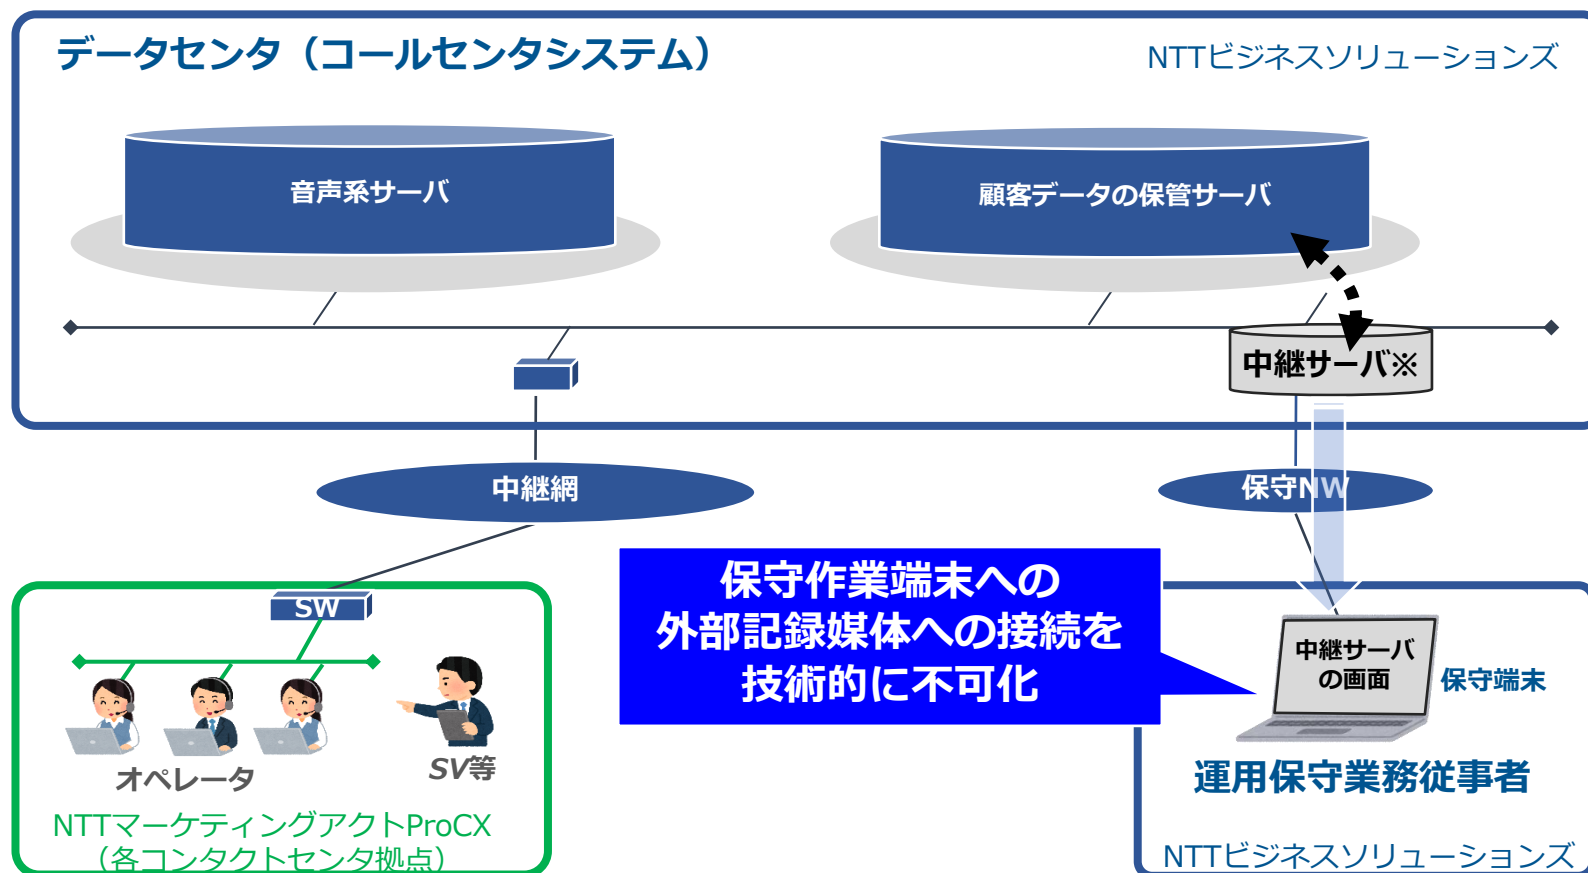 データセンタ（コールセンタシステム）
NTTビジネスソリューションズ
音声系サーバ
顧客データの保管サーバ
中継サーバ※
中継網
保守NW
保守作業端末への
外部記録媒体への接続を
技術的に不可化
SW
中継サーバ
の画面
保守端末
オペレータ
SV等
運用保守業務従事者
NTTマーケティングアクトProCX
（各コンタクトセンタ拠点）
NTTビジネスソリューションズ